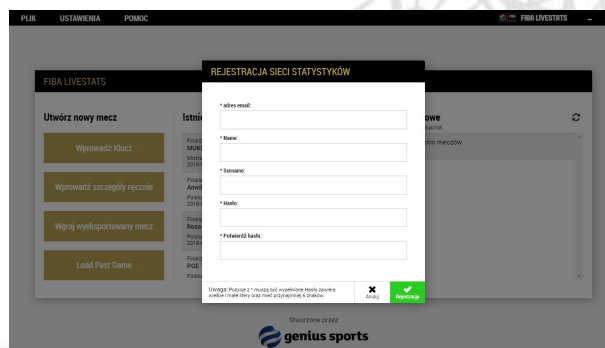 PLIK USTAWIENIA POMOC FIBA LIVESTATS
FIBA LIVESTATS
Utwórz nowy mecz
Wprowadź Klucz
Wprowadź szczegóły ręcznie
Wgraj wyeksportowany mecz
Load Past Game
REJESTRACJA SIECI STATYSTYKÓW
* adres email:
* Name:
* Surname:
* Hasło:
* Potwierdź hasło:
Uwaga: Pozycje z * muszą być wypełnione.Hasło zawiera
wielkie i małe litery oraz mieć przynajmniej 6 znaków.
Anuluj
Rejestracja
Stworzone przez
genius sports